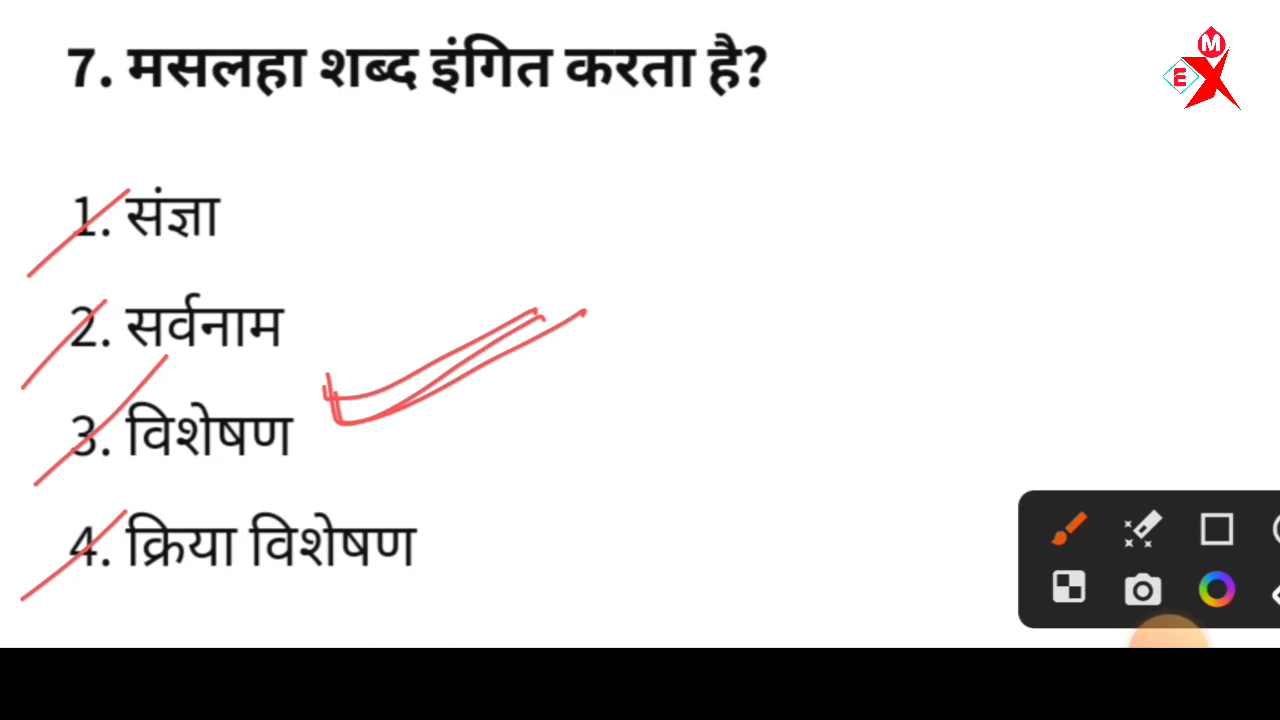 7. मसलहा शब्द इंगित करता है?
1. संज्ञा
2. सर्वनाम
3. विशेषण
4. क्रिया विशेषण
M
E X